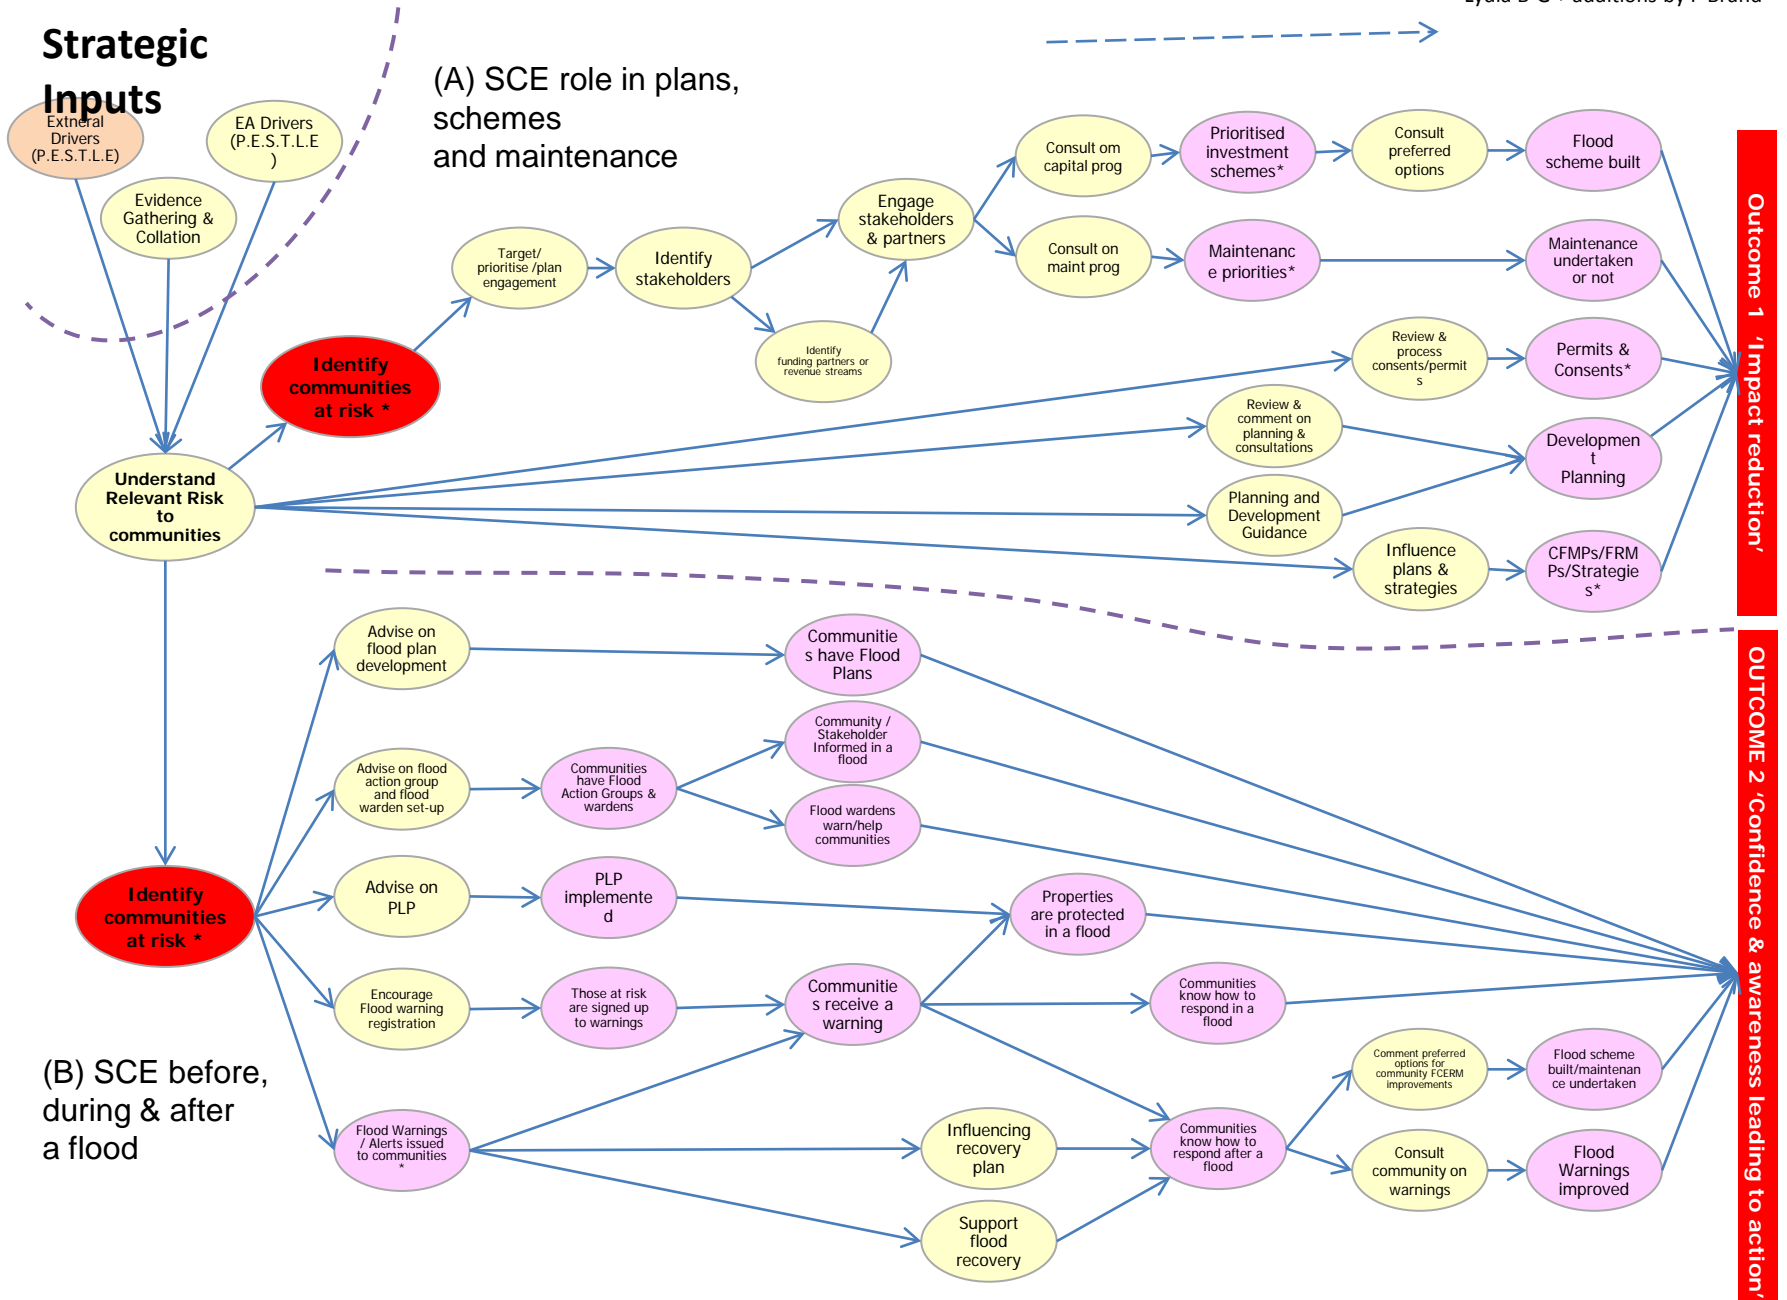 Strategic
Inputs
Extneral
Drivers
(P.E.S.T.L.E)
EA Drivers
(P.E.S.T.L.E
)
Evidence
Gathering &
Collation
(A) SCE role in plans,
schemes
and maintenance
Target/
prioritise /plan
engagement
Identify
stakeholders
Identify
funding partners or
revenue streams
Engage
stakeholders
& partners
Consult om
capital prog
Prioritised
investment
schemes*
Consult
preferred
options
Flood
scheme built
Consult on
maint prog
Maintenanc
e priorities*
Maintenance
undertaken
or not
Identify
communities
at risk *
Review &
process
consents/permit
s
Permits &
Consents*
Review &
comment on
planning &
consultations
Developmen
t
Planning
Understand
Relevant Risk
to
communities
Planning and
Development
Guidance
Influence
plans &
strategies
CFMPs/FRM
Ps/Strategie
s*
Outcome 1 'Impact reduction'
Advise on
flood plan
development
Communitie
s have Flood
Plans
Community /
Stakeholder
Informed in a
flood
Advise on flood
action group
and flood
warden set-up
Communities
have Flood
Action Groups &
wardens
Flood wardens
warn/help
communities
Identify
communities
at risk *
Advise on
PLP
PLP
implemente
d
Properties
are protected
in a flood
Encourage
Flood warning
registration
Those at risk
are signed up
to warnings
Communitie
s receive a
warning
Communities
know how to
respond in a
flood
(B) SCE before,
during & after
a flood
Flood Warnings
/ Alerts issued
to communities
*
Influencing
recovery
plan
Support
flood
recovery
Communities
know how to
respond after a
flood
Comment preferred
options for
community FCERM
improvements
Flood scheme
built/maintenan
ce undertaken
Consult
community on
warnings
Flood
Warnings
improved
OUTCOME 2 'Confidence & awareness leading to action'